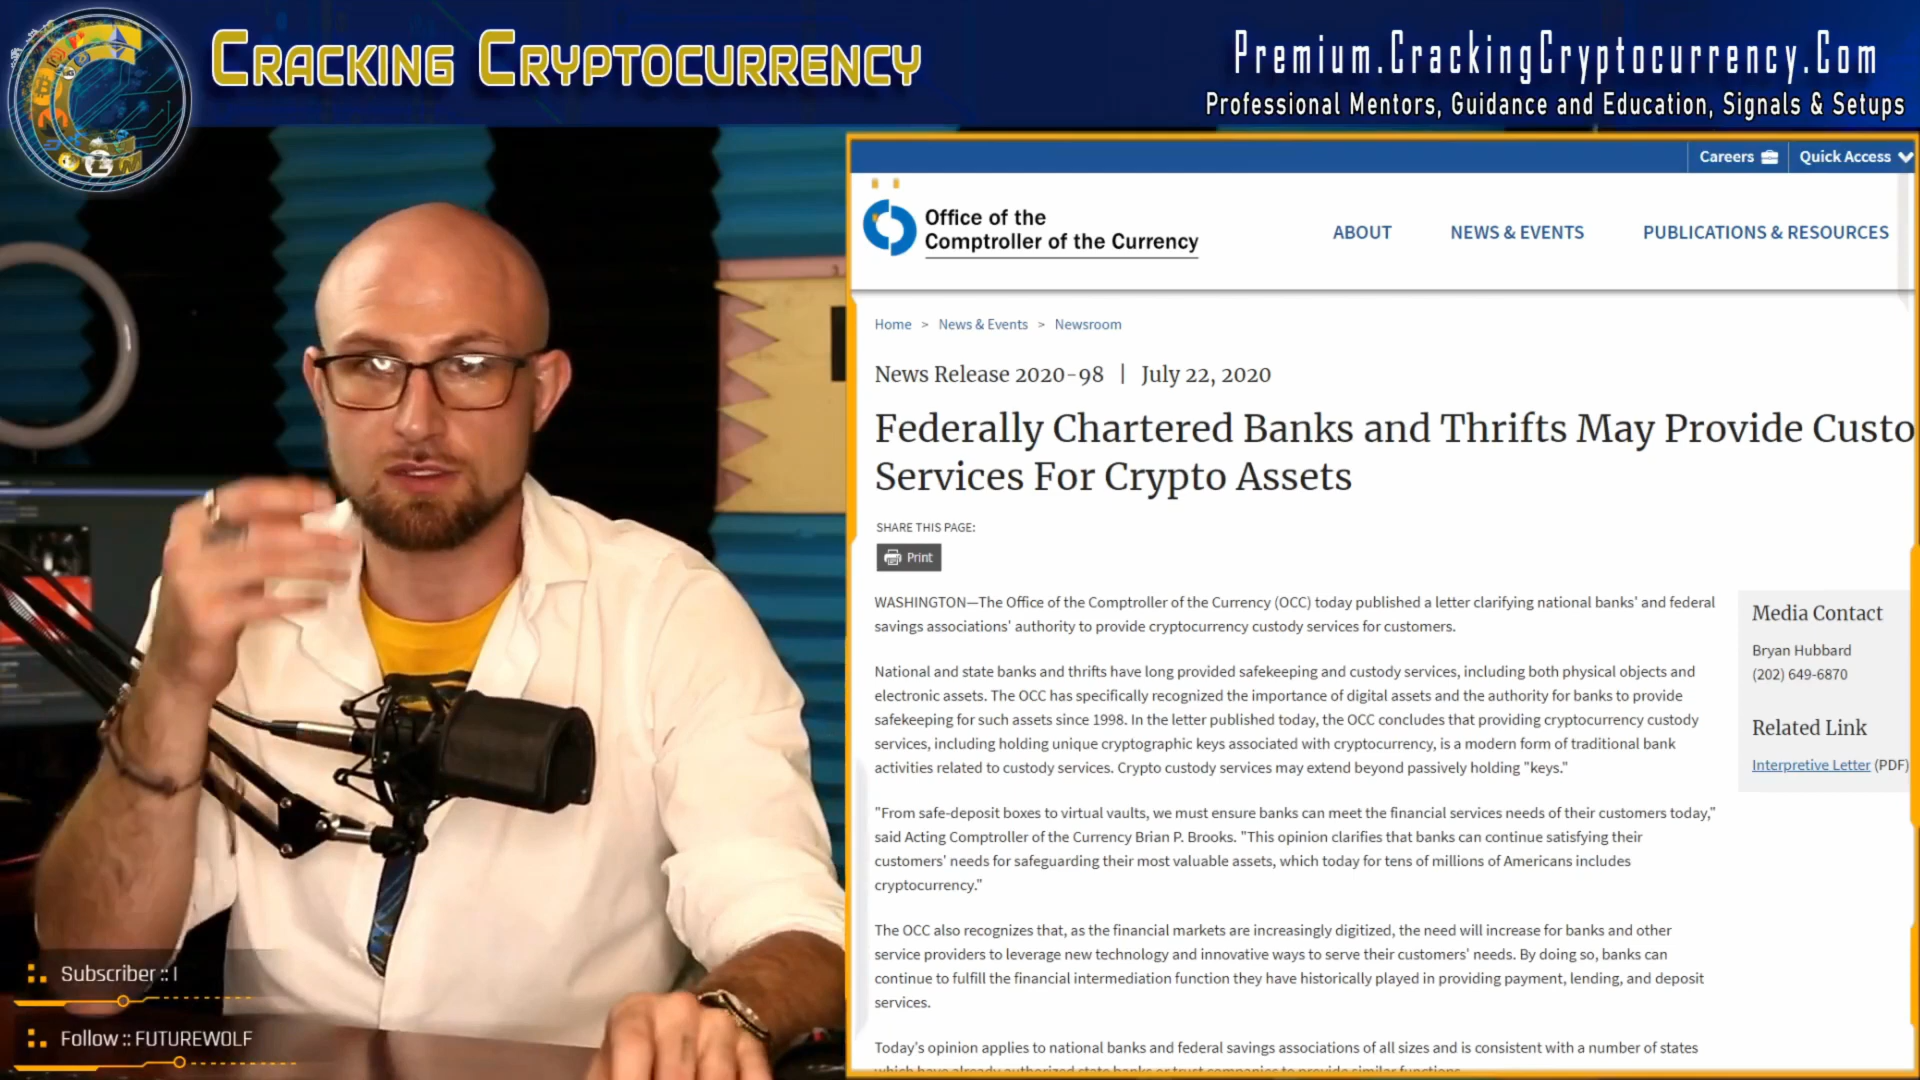 CRACKING CRYPTOCURRENCY
Premium.CrackingCryptocurrency.Com
Professional Mentors, Guidance and Education, Signals & Setups
Careers
Quick Access
Office of the
Comptroller of the Currency
ABOUT
NEWS & EVENTS
PUBLICATIONS & RESOURCES
Home > News & Events > Newsroom
News Release 2020-98 | July 22, 2020
Federally Chartered Banks and Thrifts May Provide Custo
Services For Crypto Assets
SHARE THIS PAGE:
Print
WASHINGTON—The Office of the Comptroller of the Currency (OCC) today published a letter clarifying national banks' and federal
savings associations' authority to provide cryptocurrency custody services for customers.
National and state banks and thrifts have long provided safekeeping and custody services, including both physical objects and
electronic assets. The OCC has specifically recognized the importance of digital assets and the authority for banks to provide
safekeeping for such assets since 1998. In the letter published today, the OCC concludes that providing cryptocurrency custody
services, including holding unique cryptographic keys associated with cryptocurrency, is a modern form of traditional bank
activities related to custody services. Crypto custody services may extend beyond passively holding "keys."
"From safe-deposit boxes to virtual vaults, we must ensure banks can meet the financial services needs of their customers today,"
said Acting Comptroller of the Currency Brian P. Brooks. "This opinion clarifies that banks can continue satisfying their
customers' needs for safeguarding their most valuable assets, which today for tens of millions of Americans includes
cryptocurrency."
The OCC also recognizes that, as the financial markets are increasingly digitized, the need will increase for banks and other
service providers to leverage new technology and innovative ways to serve their customers' needs. By doing so, banks can
continue to fulfill the financial intermediation function they have historically played in providing payment, lending, and deposit
services.
Today's opinion applies to national banks and federal savings associations of all sizes and is consistent with a number of states
which have already authorized state banks or trust companies to provide similar functions.
Media Contact
Bryan Hubbard
(202) 649-6870
Related Link
Interpretive Letter (PDF)
Subscriber :: I
Follow :: FUTUREWOLF